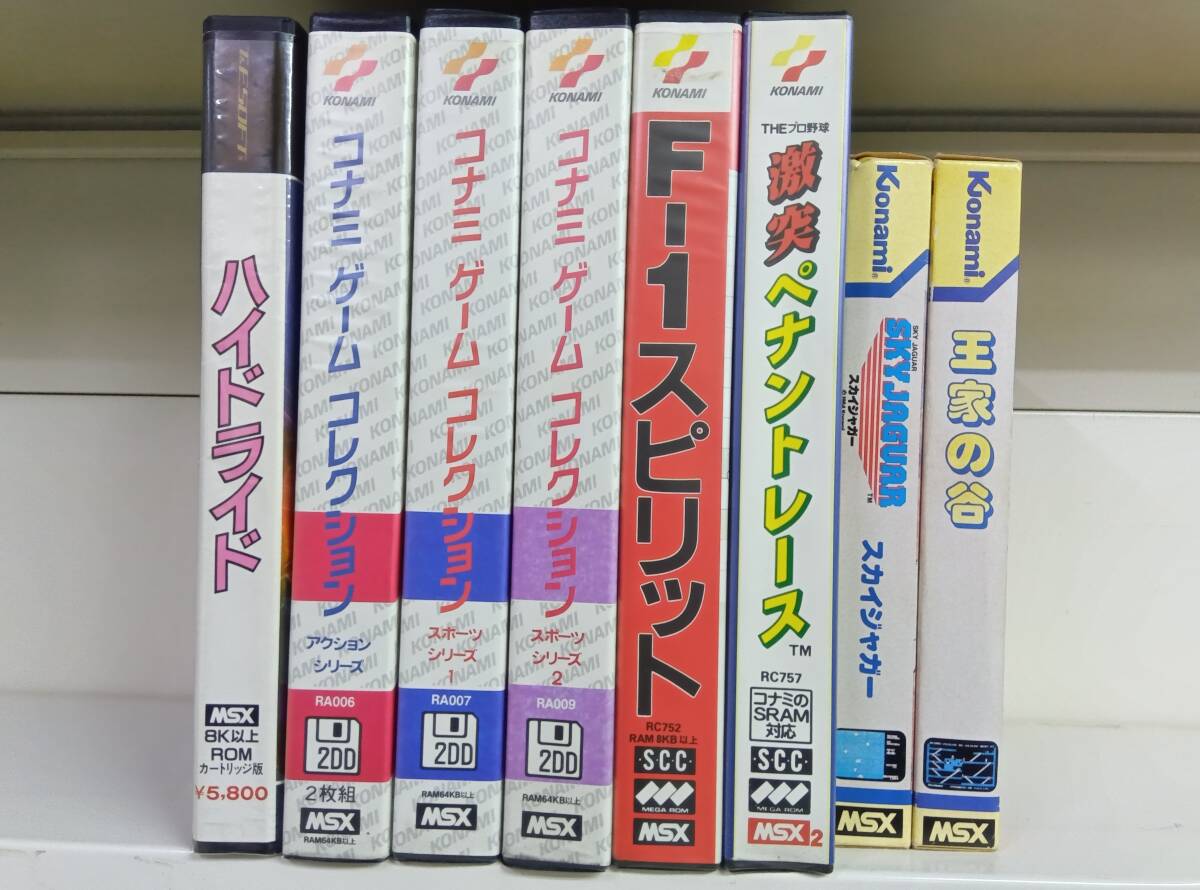 T&ESOFT
ハイドライド
MSX
8K以上
ROM
カートリッジ版
¥5,800
KONAMI
コナミ ゲーム コレクション
アクション
シリーズ
RA006
2DD
2枚組
MSX
RAM64KB以上
KONAMI
コナミ ゲーム コレクション
スポーツ
シリーズ
1
RA007
2DD
RAM64KB以上
MSX
KONAMI
コナミ ゲーム コレクション
スポーツ
シリーズ
2
RA009
2DD
RAM64KB以上
MSX
KONAMI
F-1スピリット
RC752
RAM 8KB以上
·SCC·
MEGA ROM
MSX
KONAMI
THEプロ野球
激突ペナントレース
TM
RC757
コナミの
SRAM
対応
·SCC·
MEGA ROM
MSX2
Konami®
SKY JAGUAR
SKY JAGUAR
TM
スカイジャガー
スカイジャガー
MSX
Konami®
王家の谷
MSX